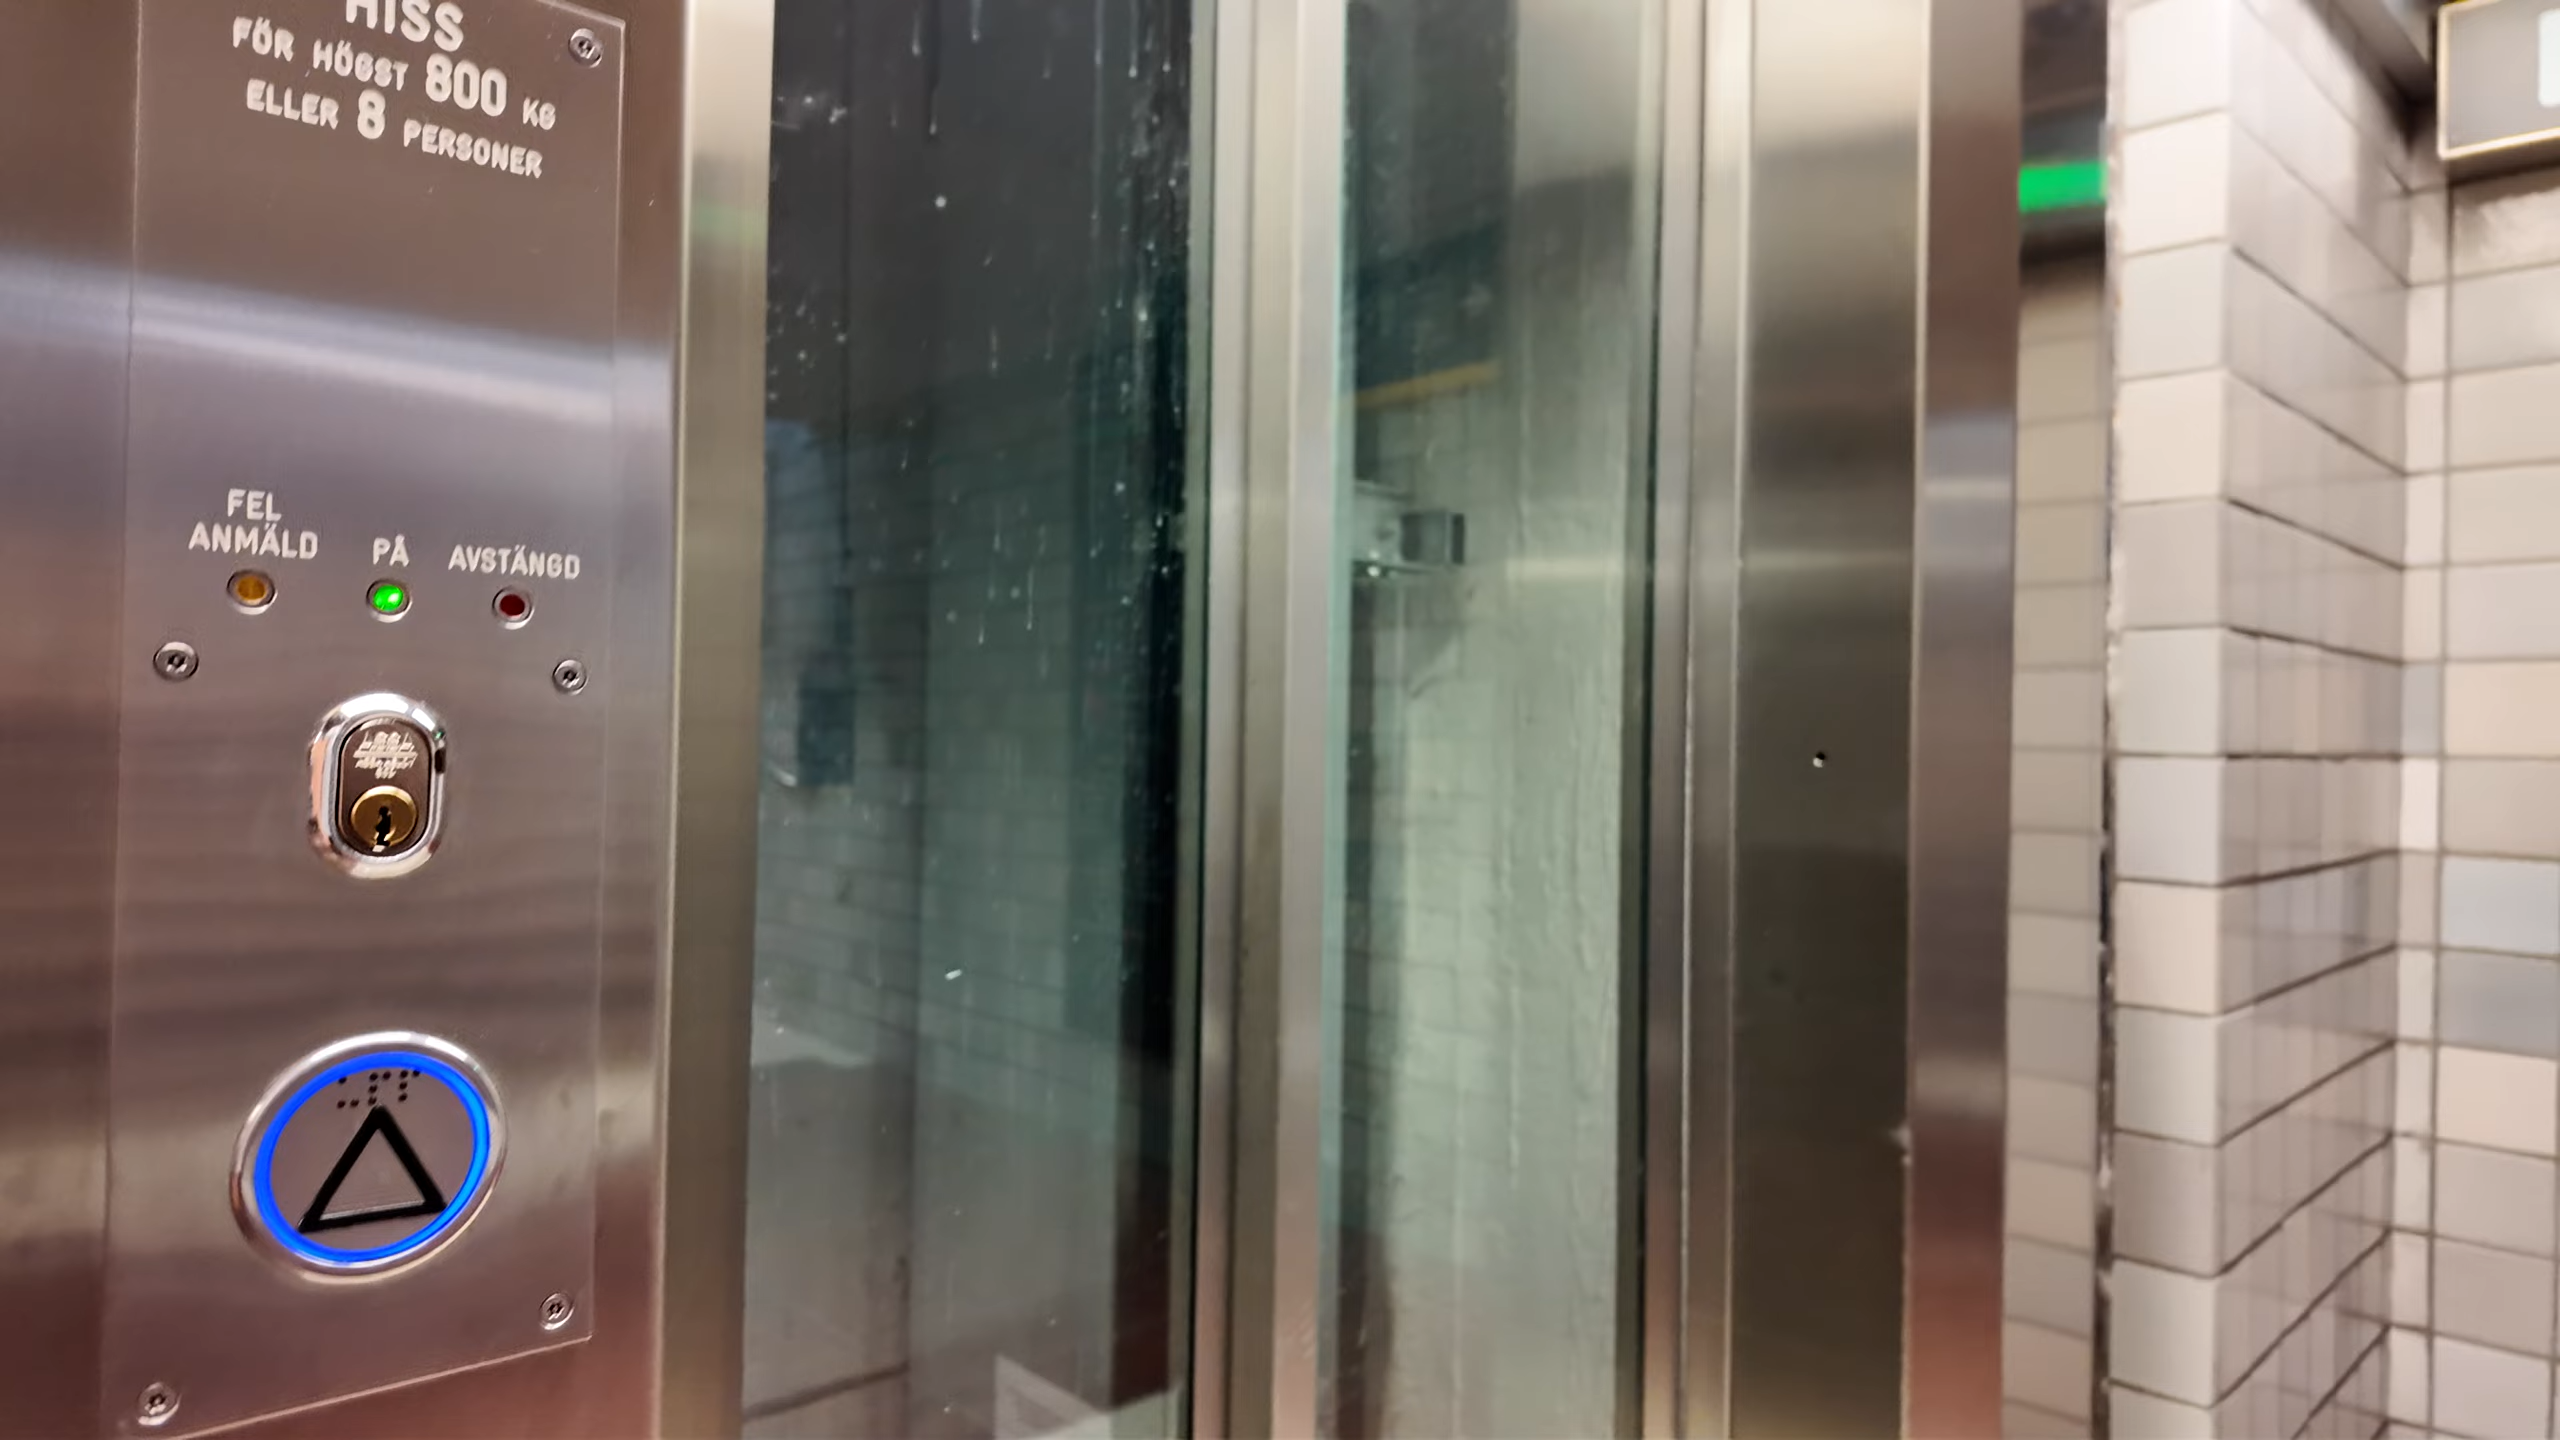 HISS
FÖR HÖGST 800 KG
ELLER 8 PERSONER
FEL
ANMÄLD
PÅ
AVSTÄNGD